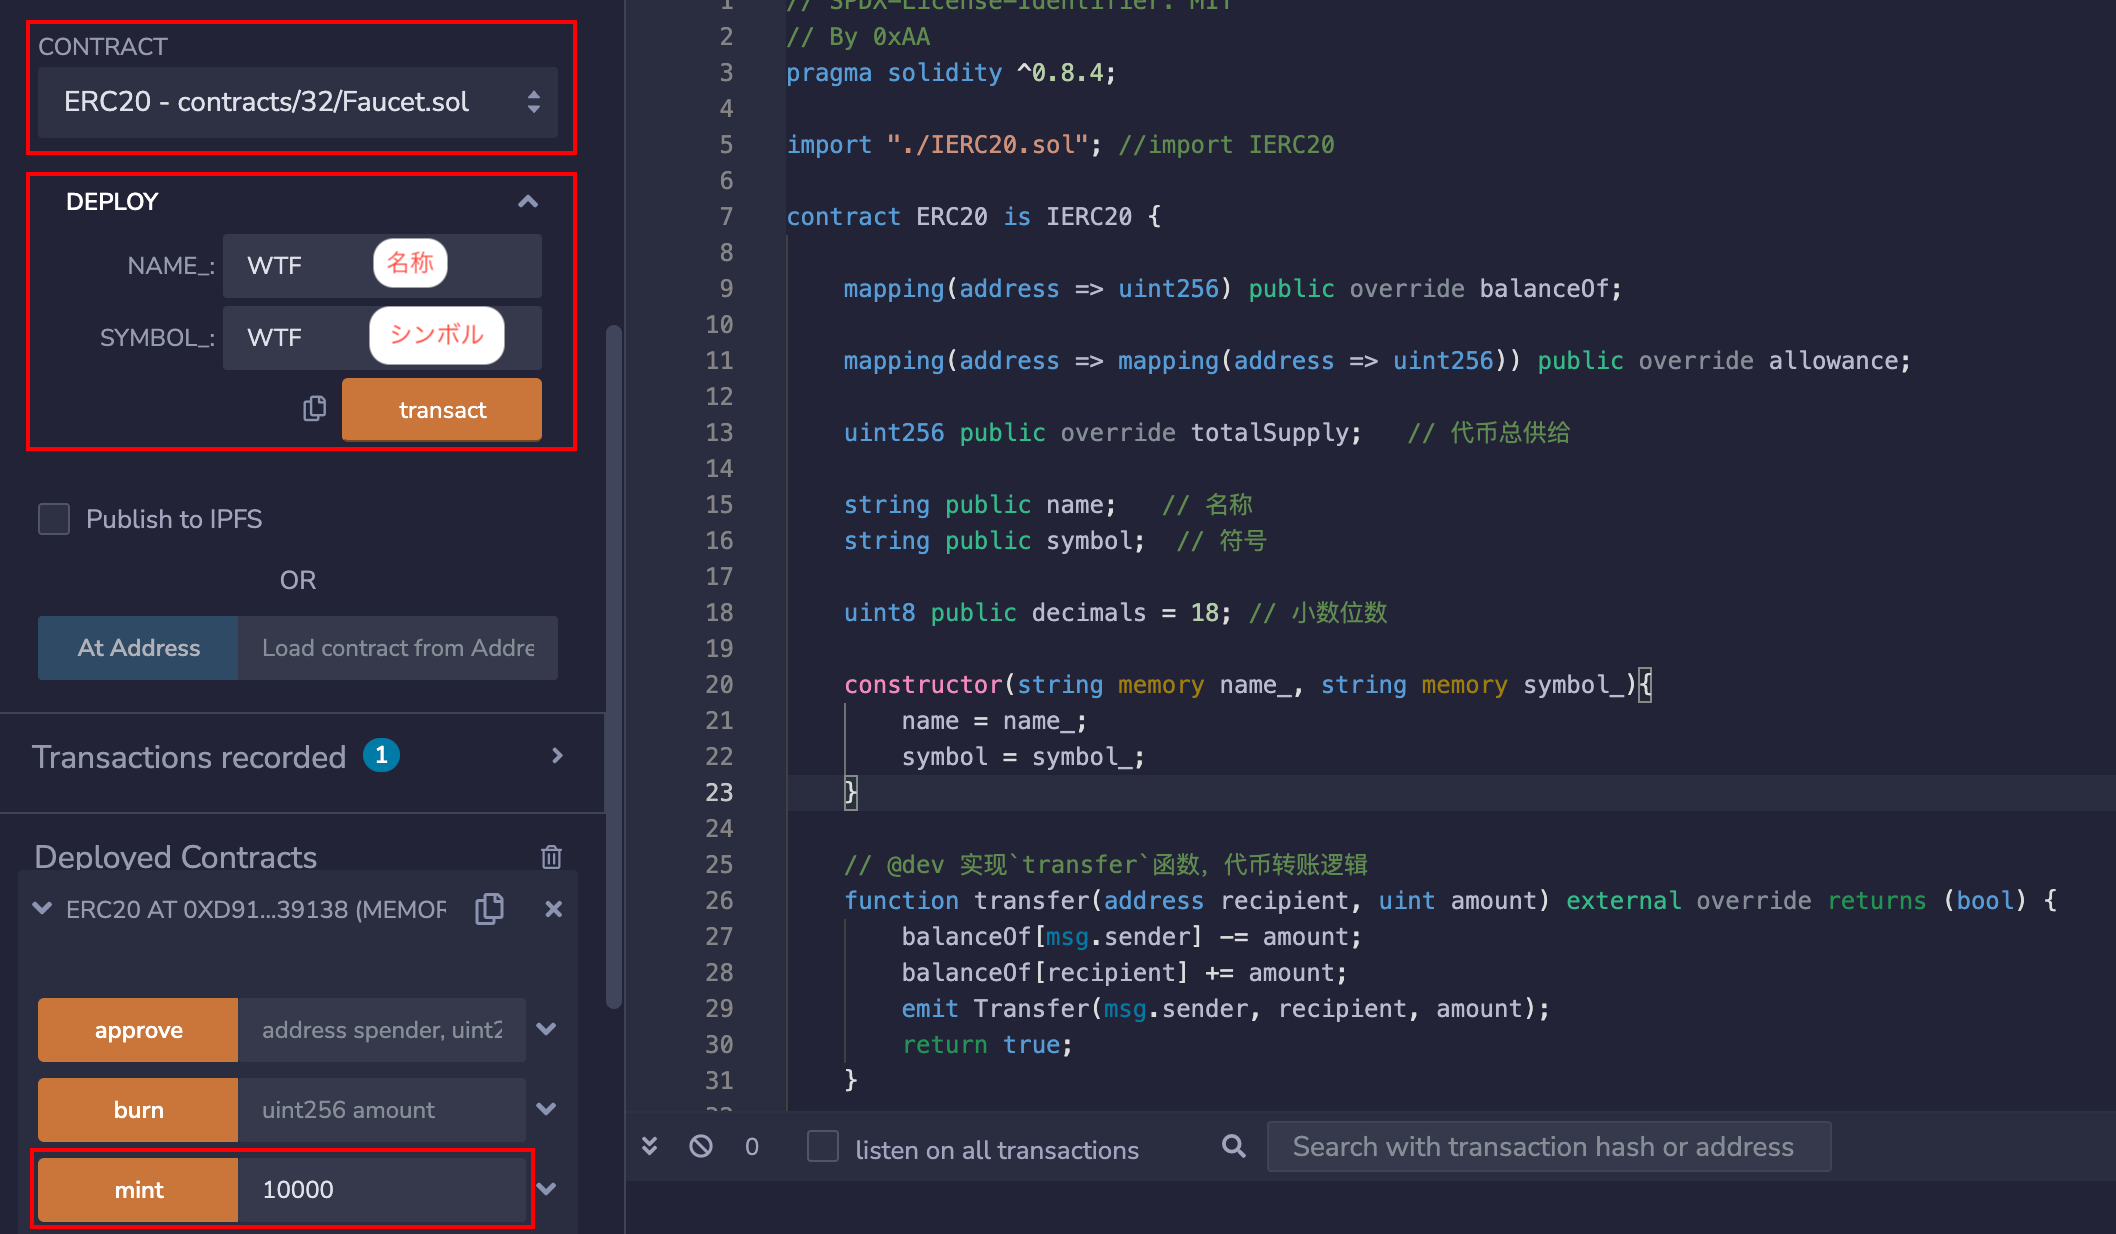 CONTRACT
ERC20 - contracts/32/Faucet.sol
DEPLOY
NAME_: WTF 名称
SYMBOL_: WTF シンボル
transact
Publish to IPFS
OR
At Address Load contract from Addre
Transactions recorded 1
Deployed Contracts
ERC20 AT 0XD91...39138 (MEMOR
approve address spender, uint2
burn uint256 amount
mint 10000
1 // SPDX-License-Identifier: MIT
2 // By 0xAA
3 pragma solidity ^0.8.4;
4
5 import "./IERC20.sol"; //import IERC20
6
7 contract ERC20 is IERC20 {
8
9 mapping(address => uint256) public override balanceOf;
10
11 mapping(address => mapping(address => uint256)) public override allowance;
12
13 uint256 public override totalSupply; // 代币总供给
14
15 string public name; // 名称
16 string public symbol; // 符号
17
18 uint8 public decimals = 18; // 小数位数
19
20 constructor(string memory name_, string memory symbol_){
21 name = name_;
22 symbol = symbol_;
23 }
24
25 // @dev 实现`transfer`函数，代币转账逻辑
26 function transfer(address recipient, uint amount) external override returns (bool) {
27 balanceOf[msg.sender] -= amount;
28 balanceOf[recipient] += amount;
29 emit Transfer(msg.sender, recipient, amount);
30 return true;
31 }
0 listen on all transactions Search with transaction hash or address